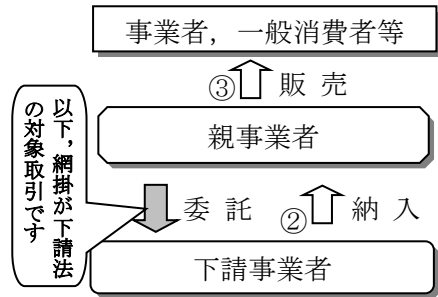 事業者，一般消費者等
③ 販 売
親事業者
以下，網掛が下請法
の対象取引です
委 託
② 納 入
下請事業者